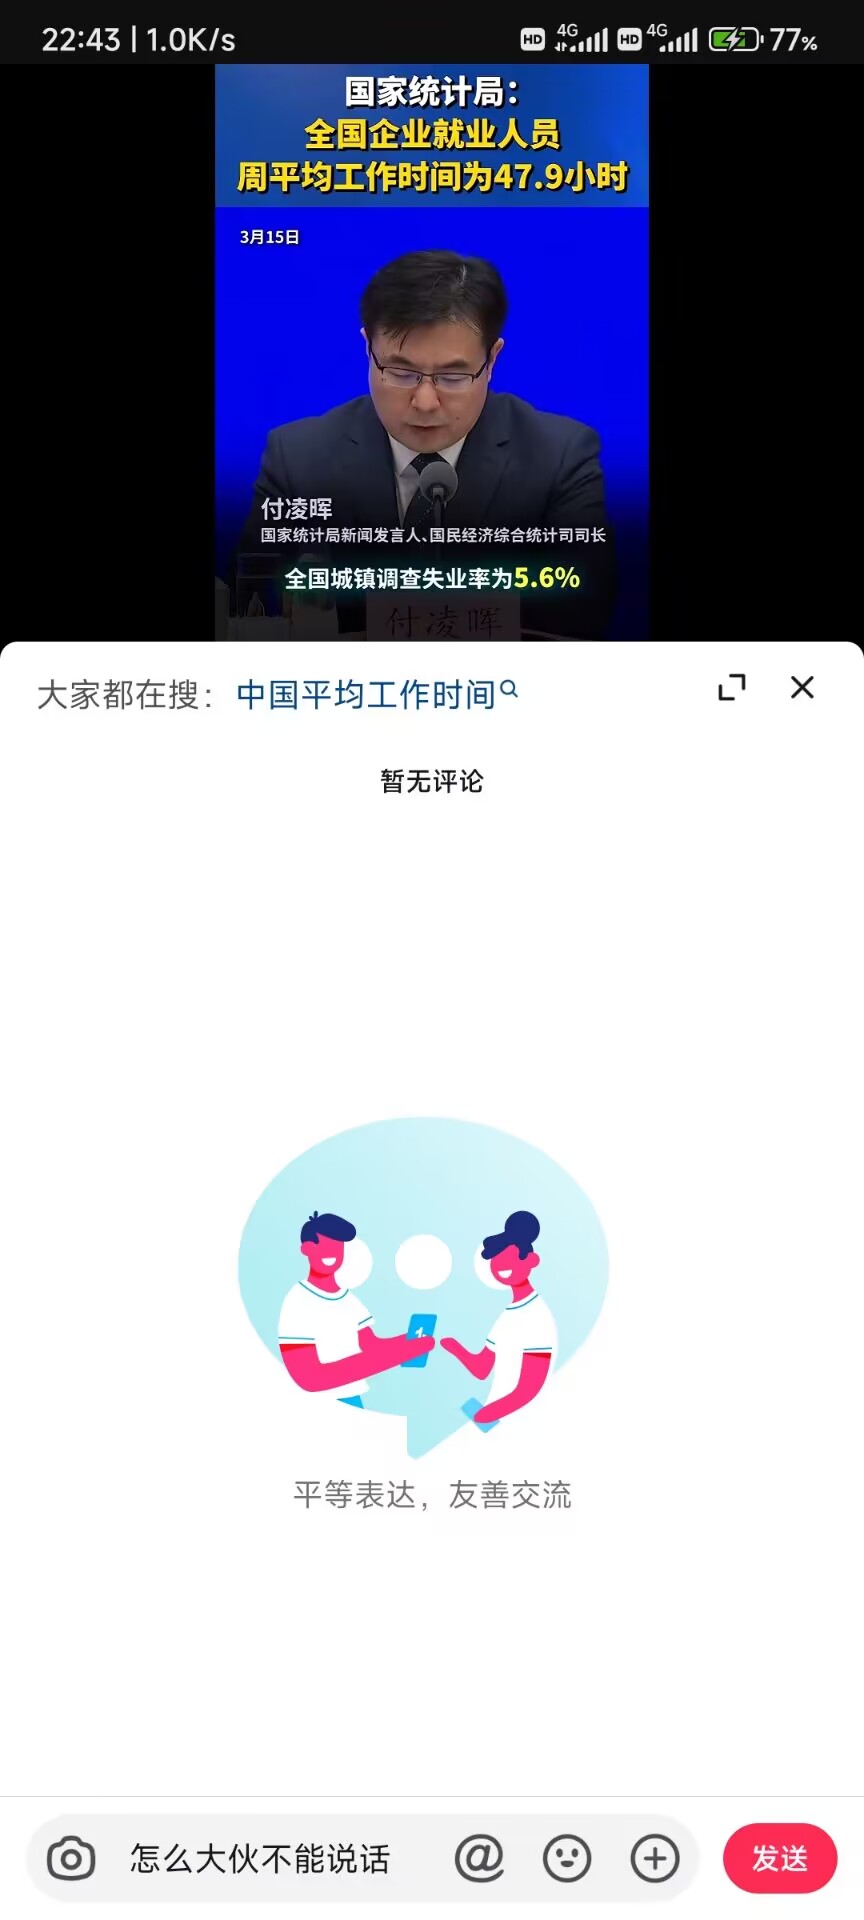 22:43 | 1.0K/s HD 4G HD 4G 77%
国家统计局：
全国企业就业人员
周平均工作时间为47.9小时
3月15日
付凌晖
国家统计局新闻发言人、国民经济综合统计司司长
全国城镇调查失业率为5.6%
付凌晖
大家都在搜：中国平均工作时间
暂无评论
平等表达，友善交流
怎么大伙不能说话 @ 发送